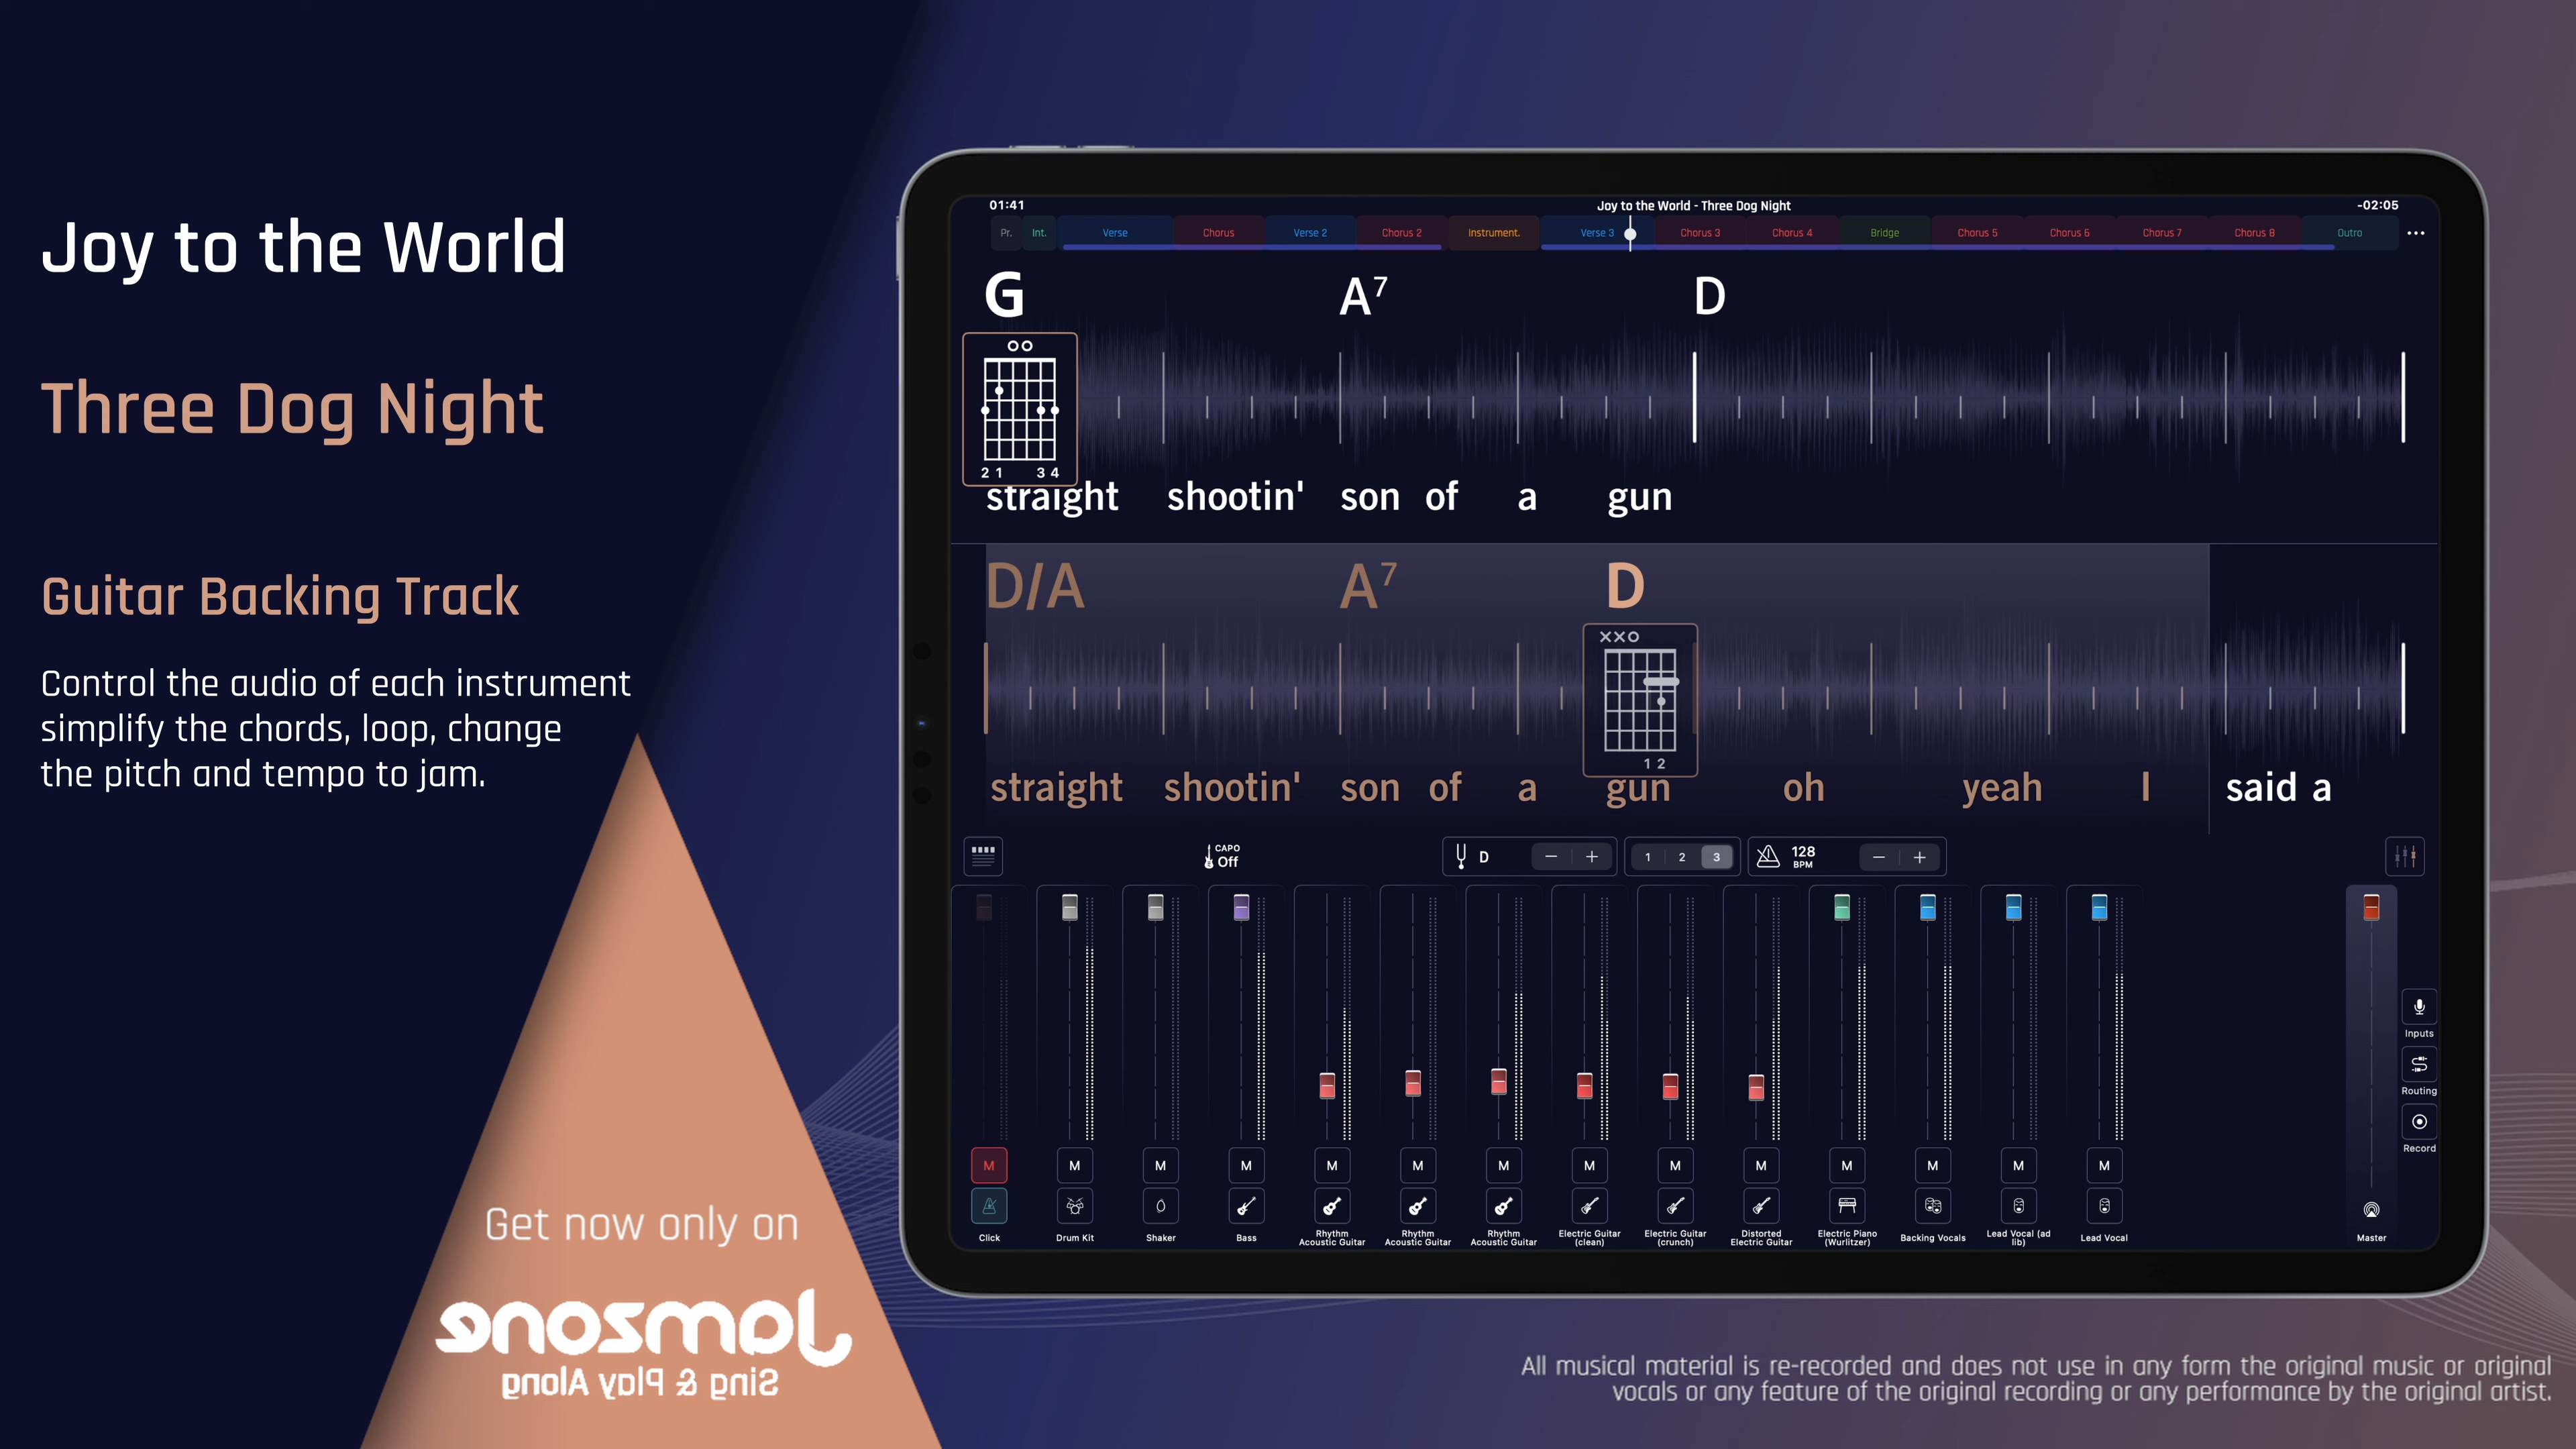 Joy to the World
Three Dog Night
Guitar Backing Track
Control the audio of each instrument
simplify the chords, loop, change
the pitch and tempo to jam.
Get now only on
Jamzone
Sing & Play Along
01:41
Joy to the World - Three Dog Night
-02:05
Pr. Int. Verse Chorus Verse 2 Chorus 2 Instrument. Verse 3 Chorus 3 Chorus 4 Bridge Chorus 5 Chorus 6 Chorus 7 Chorus 8 Outro
G A7 D
2 1 3 4
straight shootin' son of a gun
D/A A7 D
XXO
1 2
straight shootin' son of a gun oh yeah I said a
CAPO
Off
D - +
1 2 3
128
BPM
- +
Inputs
Routing
Record
M M M M M M M M M M M M M M
Click
Drum Kit
Shaker
Bass
Rhythm
Acoustic Guitar
Rhythm
Acoustic Guitar
Rhythm
Acoustic Guitar
Electric Guitar
(clean)
Electric Guitar
(crunch)
Distorted
Electric Guitar
Electric Piano
(Wurlitzer)
Backing Vocals
Lead Vocal (ad
lib)
Lead Vocal
Master
All musical material is re-recorded and does not use in any form the original music or original
vocals or any feature of the original recording or any performance by the original artist.